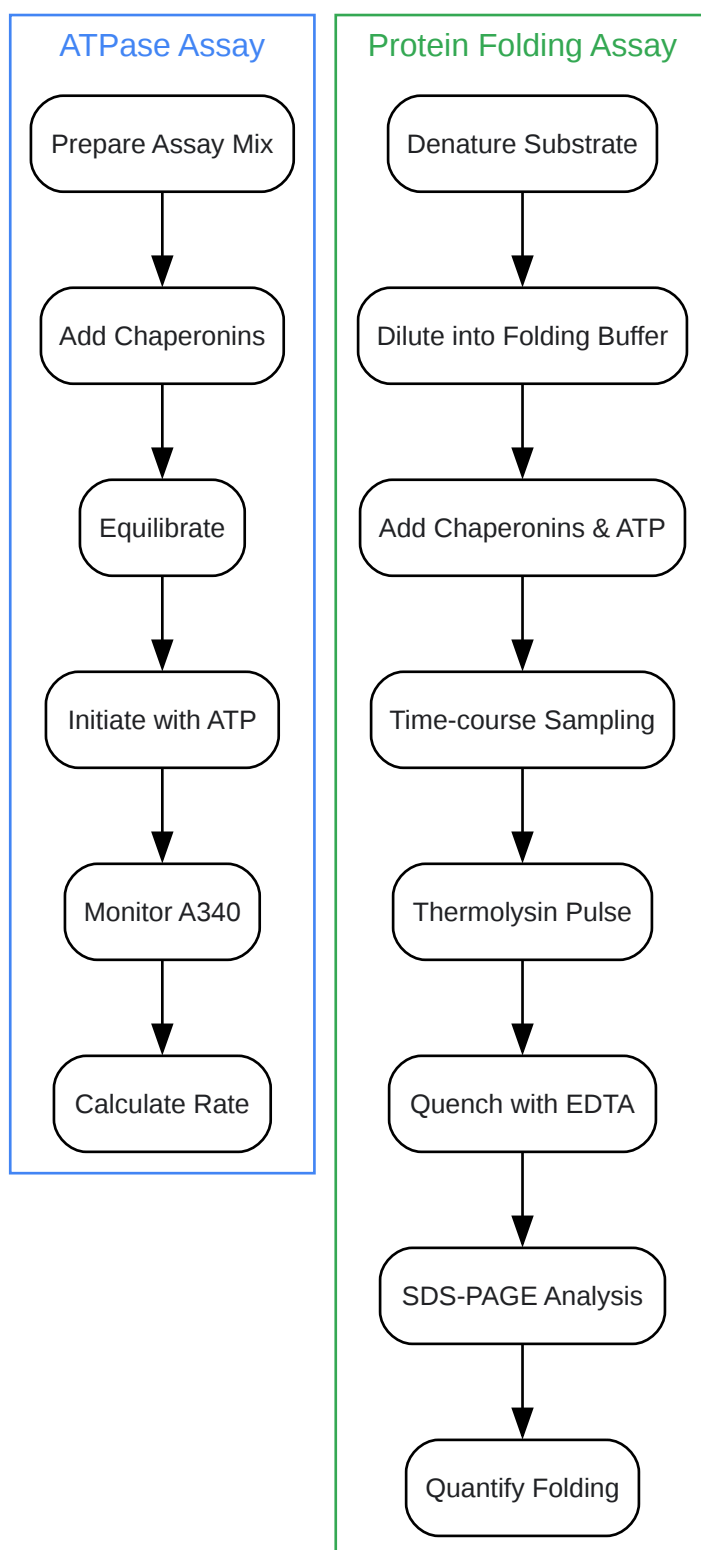 ATPase Assay
Prepare Assay Mix
Add Chaperonins
Equilibrate
Initiate with ATP
Monitor A340
Calculate Rate
Protein Folding Assay
Denature Substrate
Dilute into Folding Buffer
Add Chaperonins & ATP
Time-course Sampling
Thermolysin Pulse
Quench with EDTA
SDS-PAGE Analysis
Quantify Folding